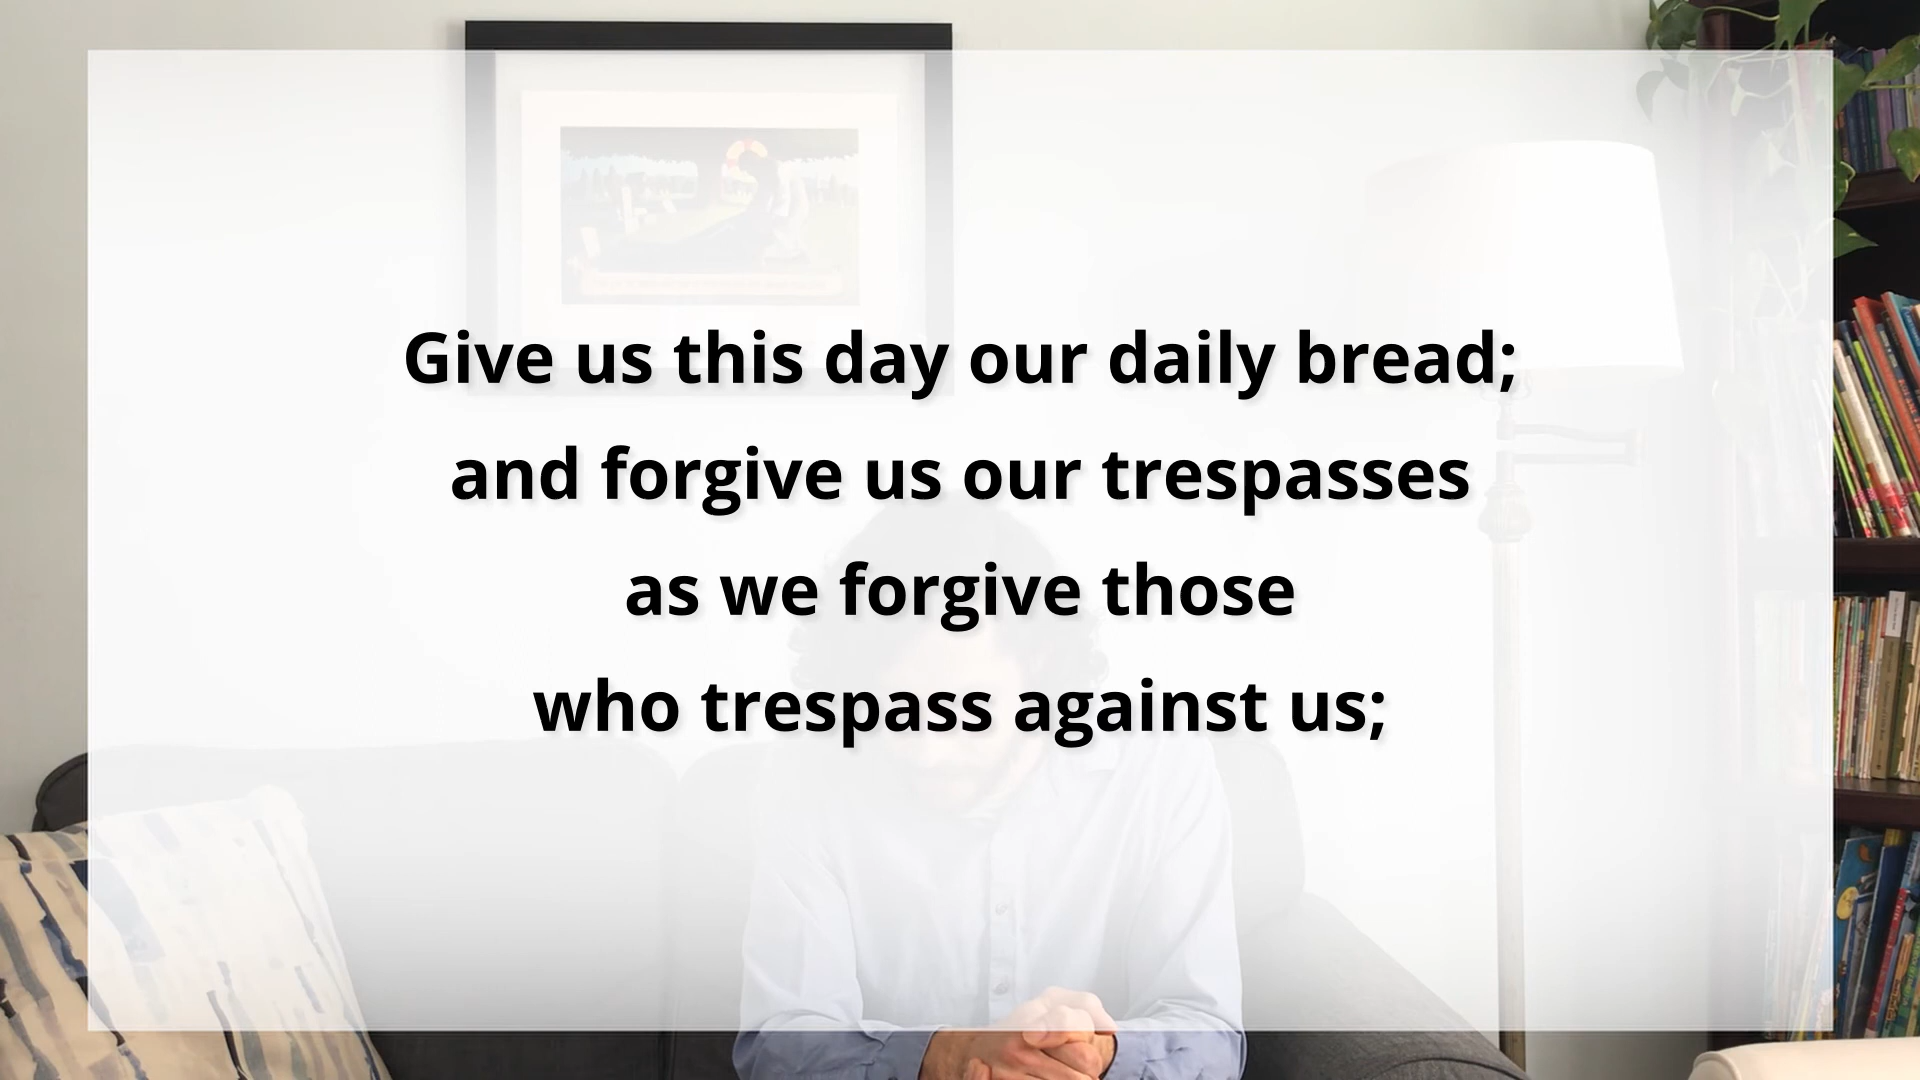 Give us this day our daily bread;
and forgive us our trespasses
as we forgive those
who trespass against us;